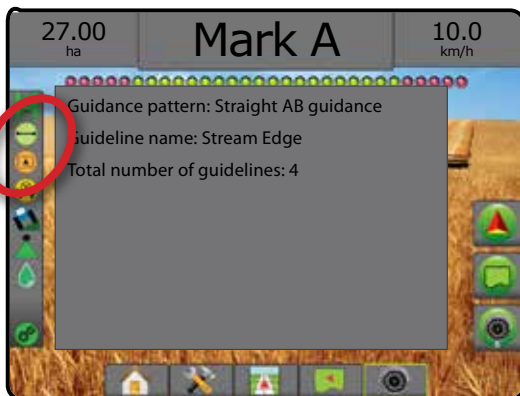 27.00
ha
Mark A
10.0
km/h
Guidance pattern: Straight AB guidance
Guideline name: Stream Edge
Total number of guidelines: 4